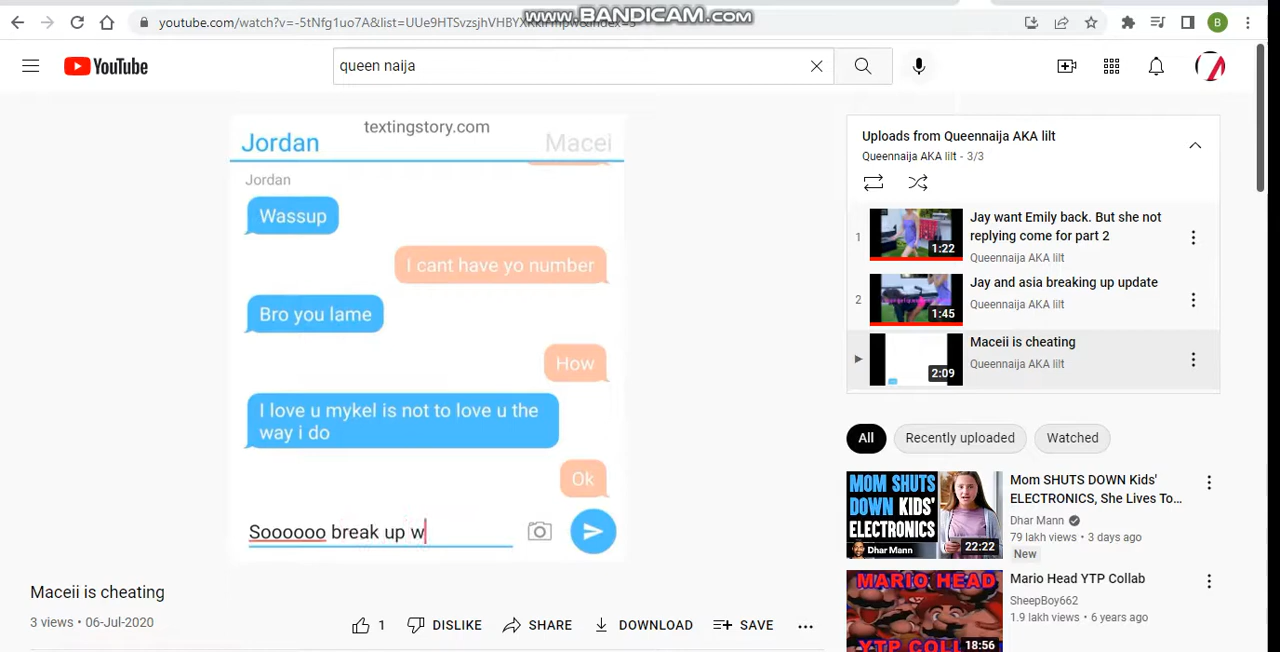 www.BANDICAM.com
youtube.com/watch?v=-5tNfg1uo7A&list=
B
YouTube
queen naija
textingstory.com
Jordan
Macei
Jordan
Wassup
I cant have yo number
Bro you lame
How
I love u mykel is not to love u the
way i do
Ok
Soooooo break up w
Maceii is cheating
3 views • 06-Jul-2020
1
DISLIKE
SHARE
DOWNLOAD
SAVE
Uploads from Queennaija AKA lilt
Queennaija AKA lilt - 3/3
1
1:22
Jay want Emily back. But she not
replying come for part 2
Queennaija AKA lilt
2
1:45
Jay and asia breaking up update
Queennaija AKA lilt
2:09
Maceii is cheating
Queennaija AKA lilt
All
Recently uploaded
Watched
MOM SHUTS
DOWN KIDS'
ELECTRONICS
Dhar Mann
22:22
Mom SHUTS DOWN Kids'
ELECTRONICS, She Lives To...
Dhar Mann
79 lakh views • 3 days ago
New
MARIO HEAD
18:56
Mario Head YTP Collab
SheepBoy662
1.9 lakh views • 6 years ago